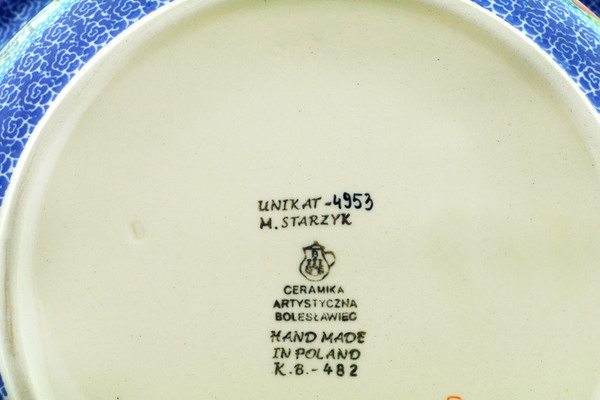 UNIKAT-4953
M. STARZYK
CERAMIKA
ARTYSTYCZNA
BOLESŁAWIEC
HAND MADE
IN POLAND
K.B.-482